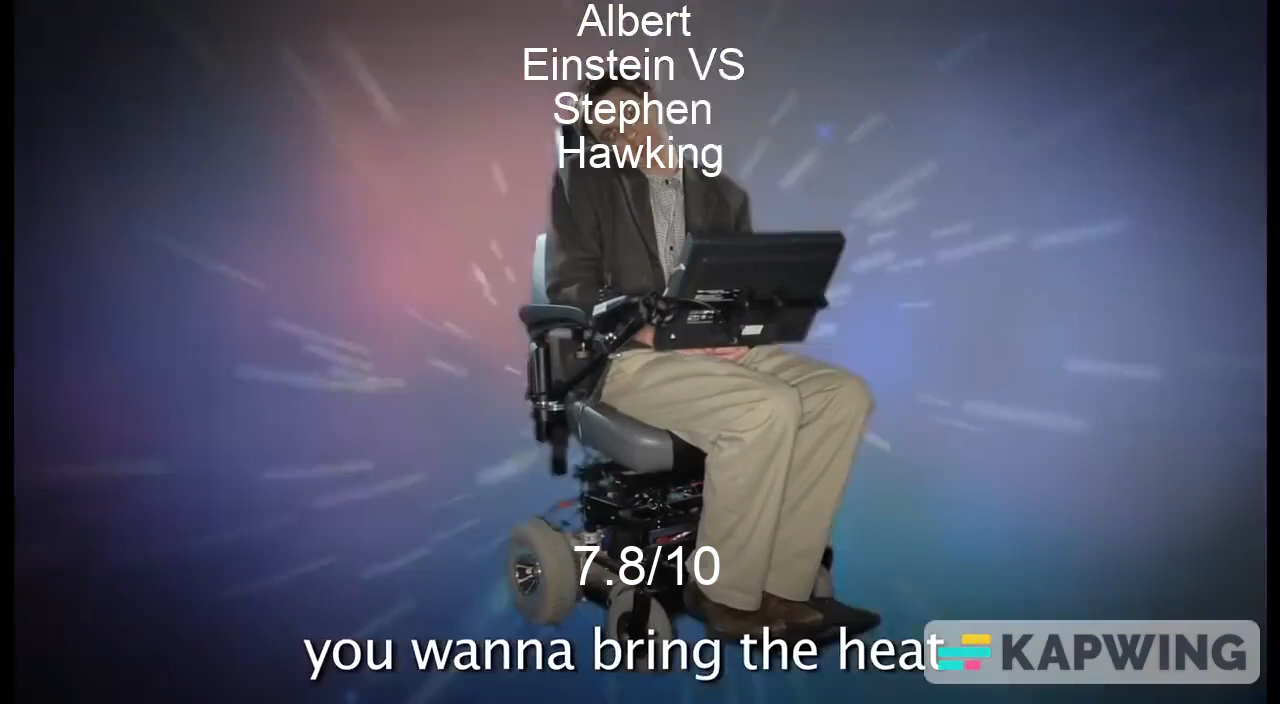 Albert
Einstein VS
Stephen
Hawking
7.8/10
you wanna bring the heat
KAPWING